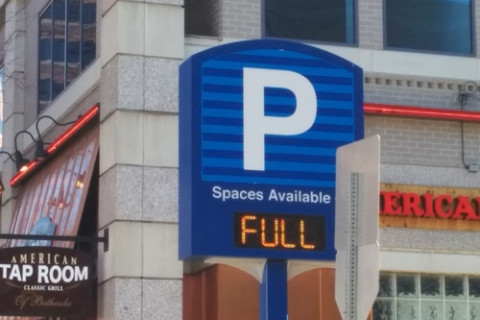 P
Spaces Available
FULL
AMERICAN
TAP ROOM
CLASSIC GRILL
Of Bethesda
ERICA